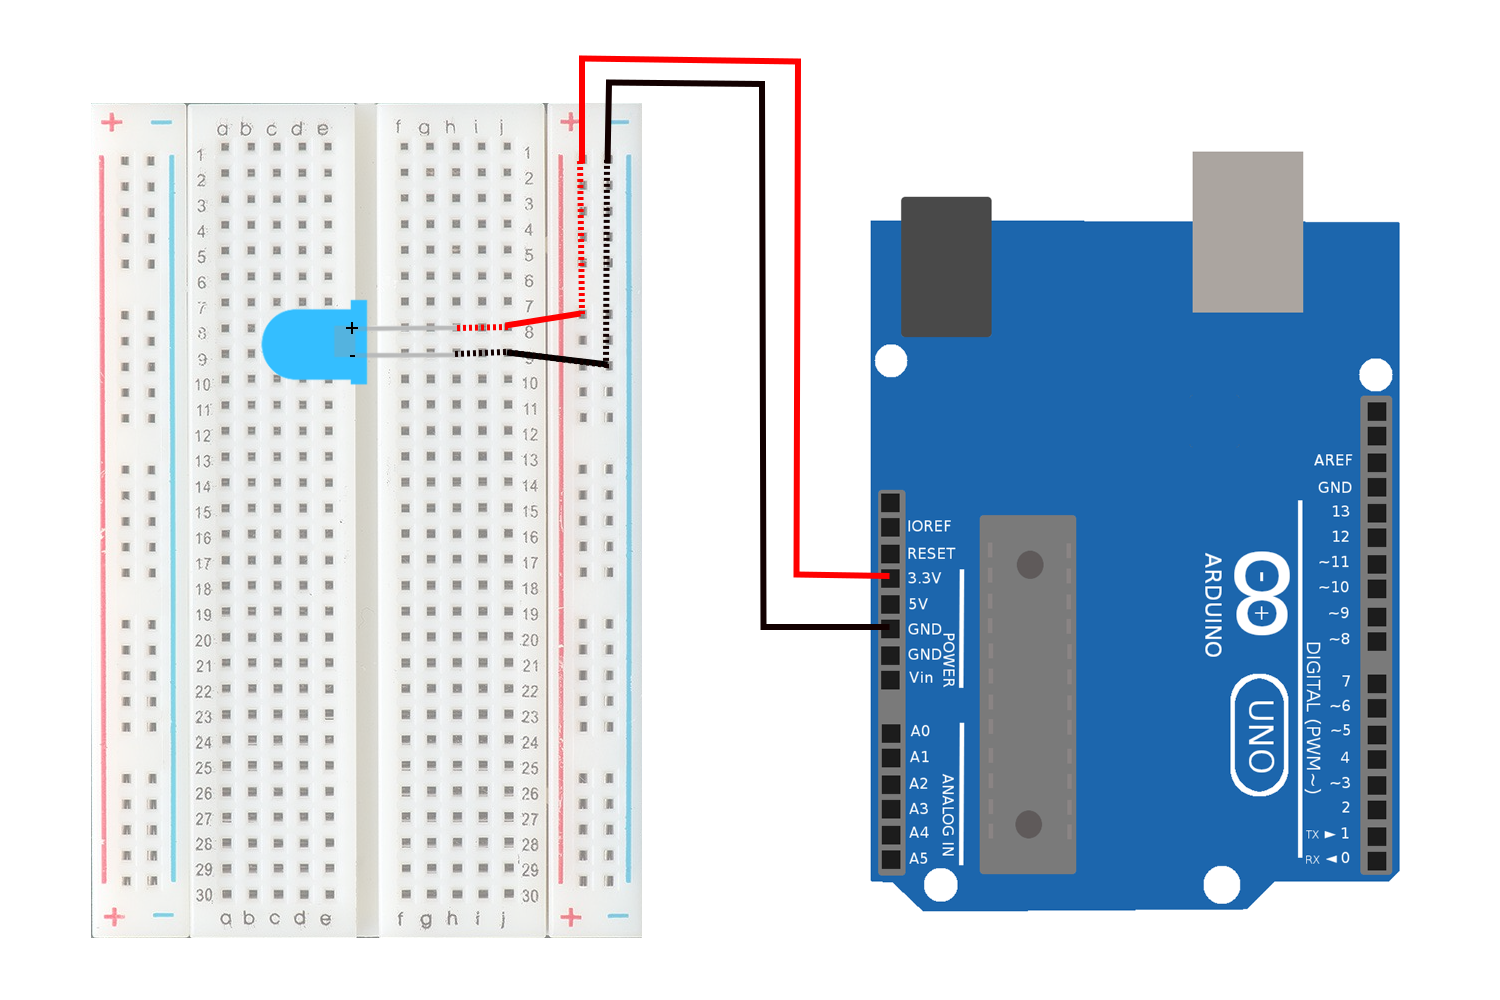 + − + −
a b c d e f g h i j
1 1
2 2
3 3
4 4
5 5
6 6
7 7
8 8
9 9
10 10
11 11
12 12
13 13
14 14
15 15
16 16
17 17
18 18
19 19
20 20
21 21
22 22
23 23
24 24
25 25
26 26
27 27
28 28
29 29
30 30
a b c d e f g h i j
+ − + −
+
-
IOREF
RESET
3.3V
5V
GND
GND
Vin
POWER
A0
A1
A2
A3
A4
A5
ANALOG IN
ARDUINO
- +
UNO
AREF
GND
13
12
~11
~10
~9
~8
7
~6
~5
4
~3
2
TX ► 1
RX ◄ 0
DIGITAL (PWM~)